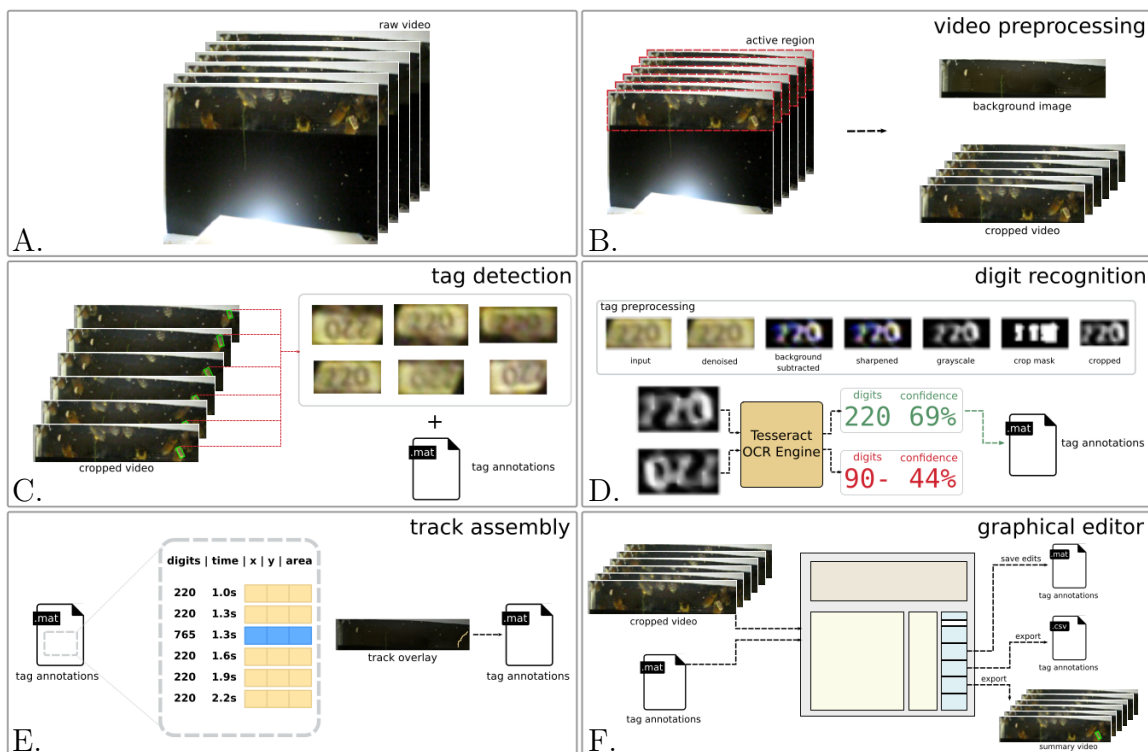 raw video
A.
video preprocessing
active region
background image
cropped video
B.
tag detection
220
220
220
220
220
220
+
.mat
tag annotations
cropped video
C.
digit recognition
tag preprocessing
220 220 220 220 220 220
input denoised background subtracted sharpened grayscale crop mask cropped
220
220
Tesseract
OCR Engine
digits confidence
220 69%
digits confidence
90- 44%
.mat
tag annotations
D.
track assembly
.mat
tag annotations
digits | time | x | y | area
220 1.0s
220 1.3s
765 1.3s
220 1.6s
220 1.9s
220 2.2s
track overlay
.mat
tag annotations
E.
graphical editor
cropped video
.mat
tag annotations
save edits
.mat
tag annotations
export
.csv
tag annotations
export
summary video
F.